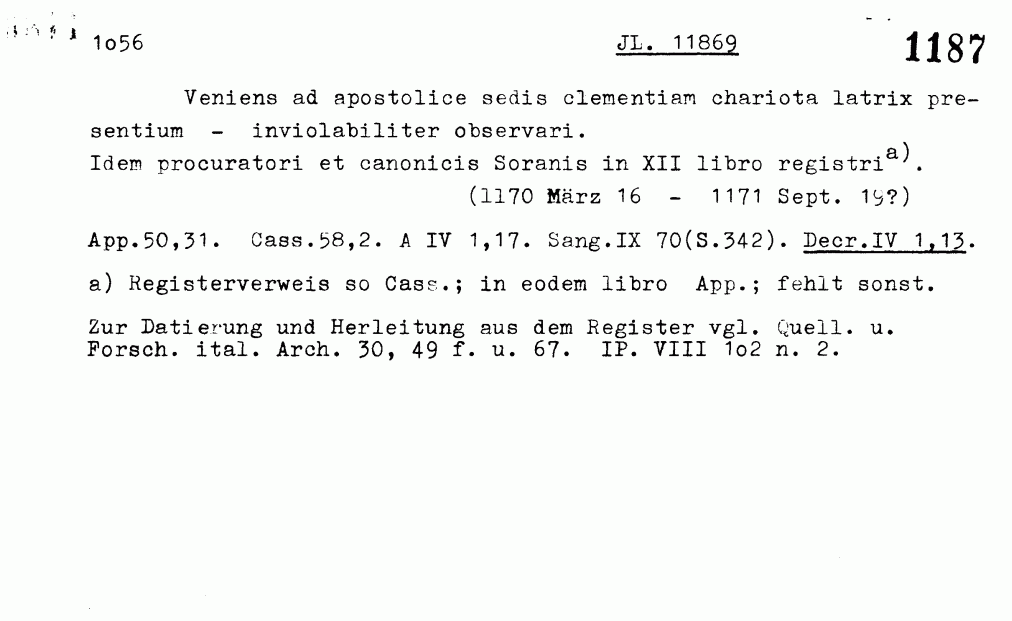 1o56 JL. 11869 1187
Veniens ad apostolice sedis clementiam chariota latrix pre-
sentium - inviolabiliter observari.
Idem procuratori et canonicis Soranis in XII libro registri a).
(1170 März 16 - 1171 Sept. 19?)
App.50,31. Cass.58,2. A IV 1,17. Sang.IX 70(S.342). Decr.IV 1,13.
a) Registerverweis so Cass.; in eodem libro App.; fehlt sonst.
Zur Datierung und Herleitung aus dem Register vgl. Quell. u.
Forsch. ital. Arch. 30, 49 f. u. 67. IP. VIII 1o2 n. 2.